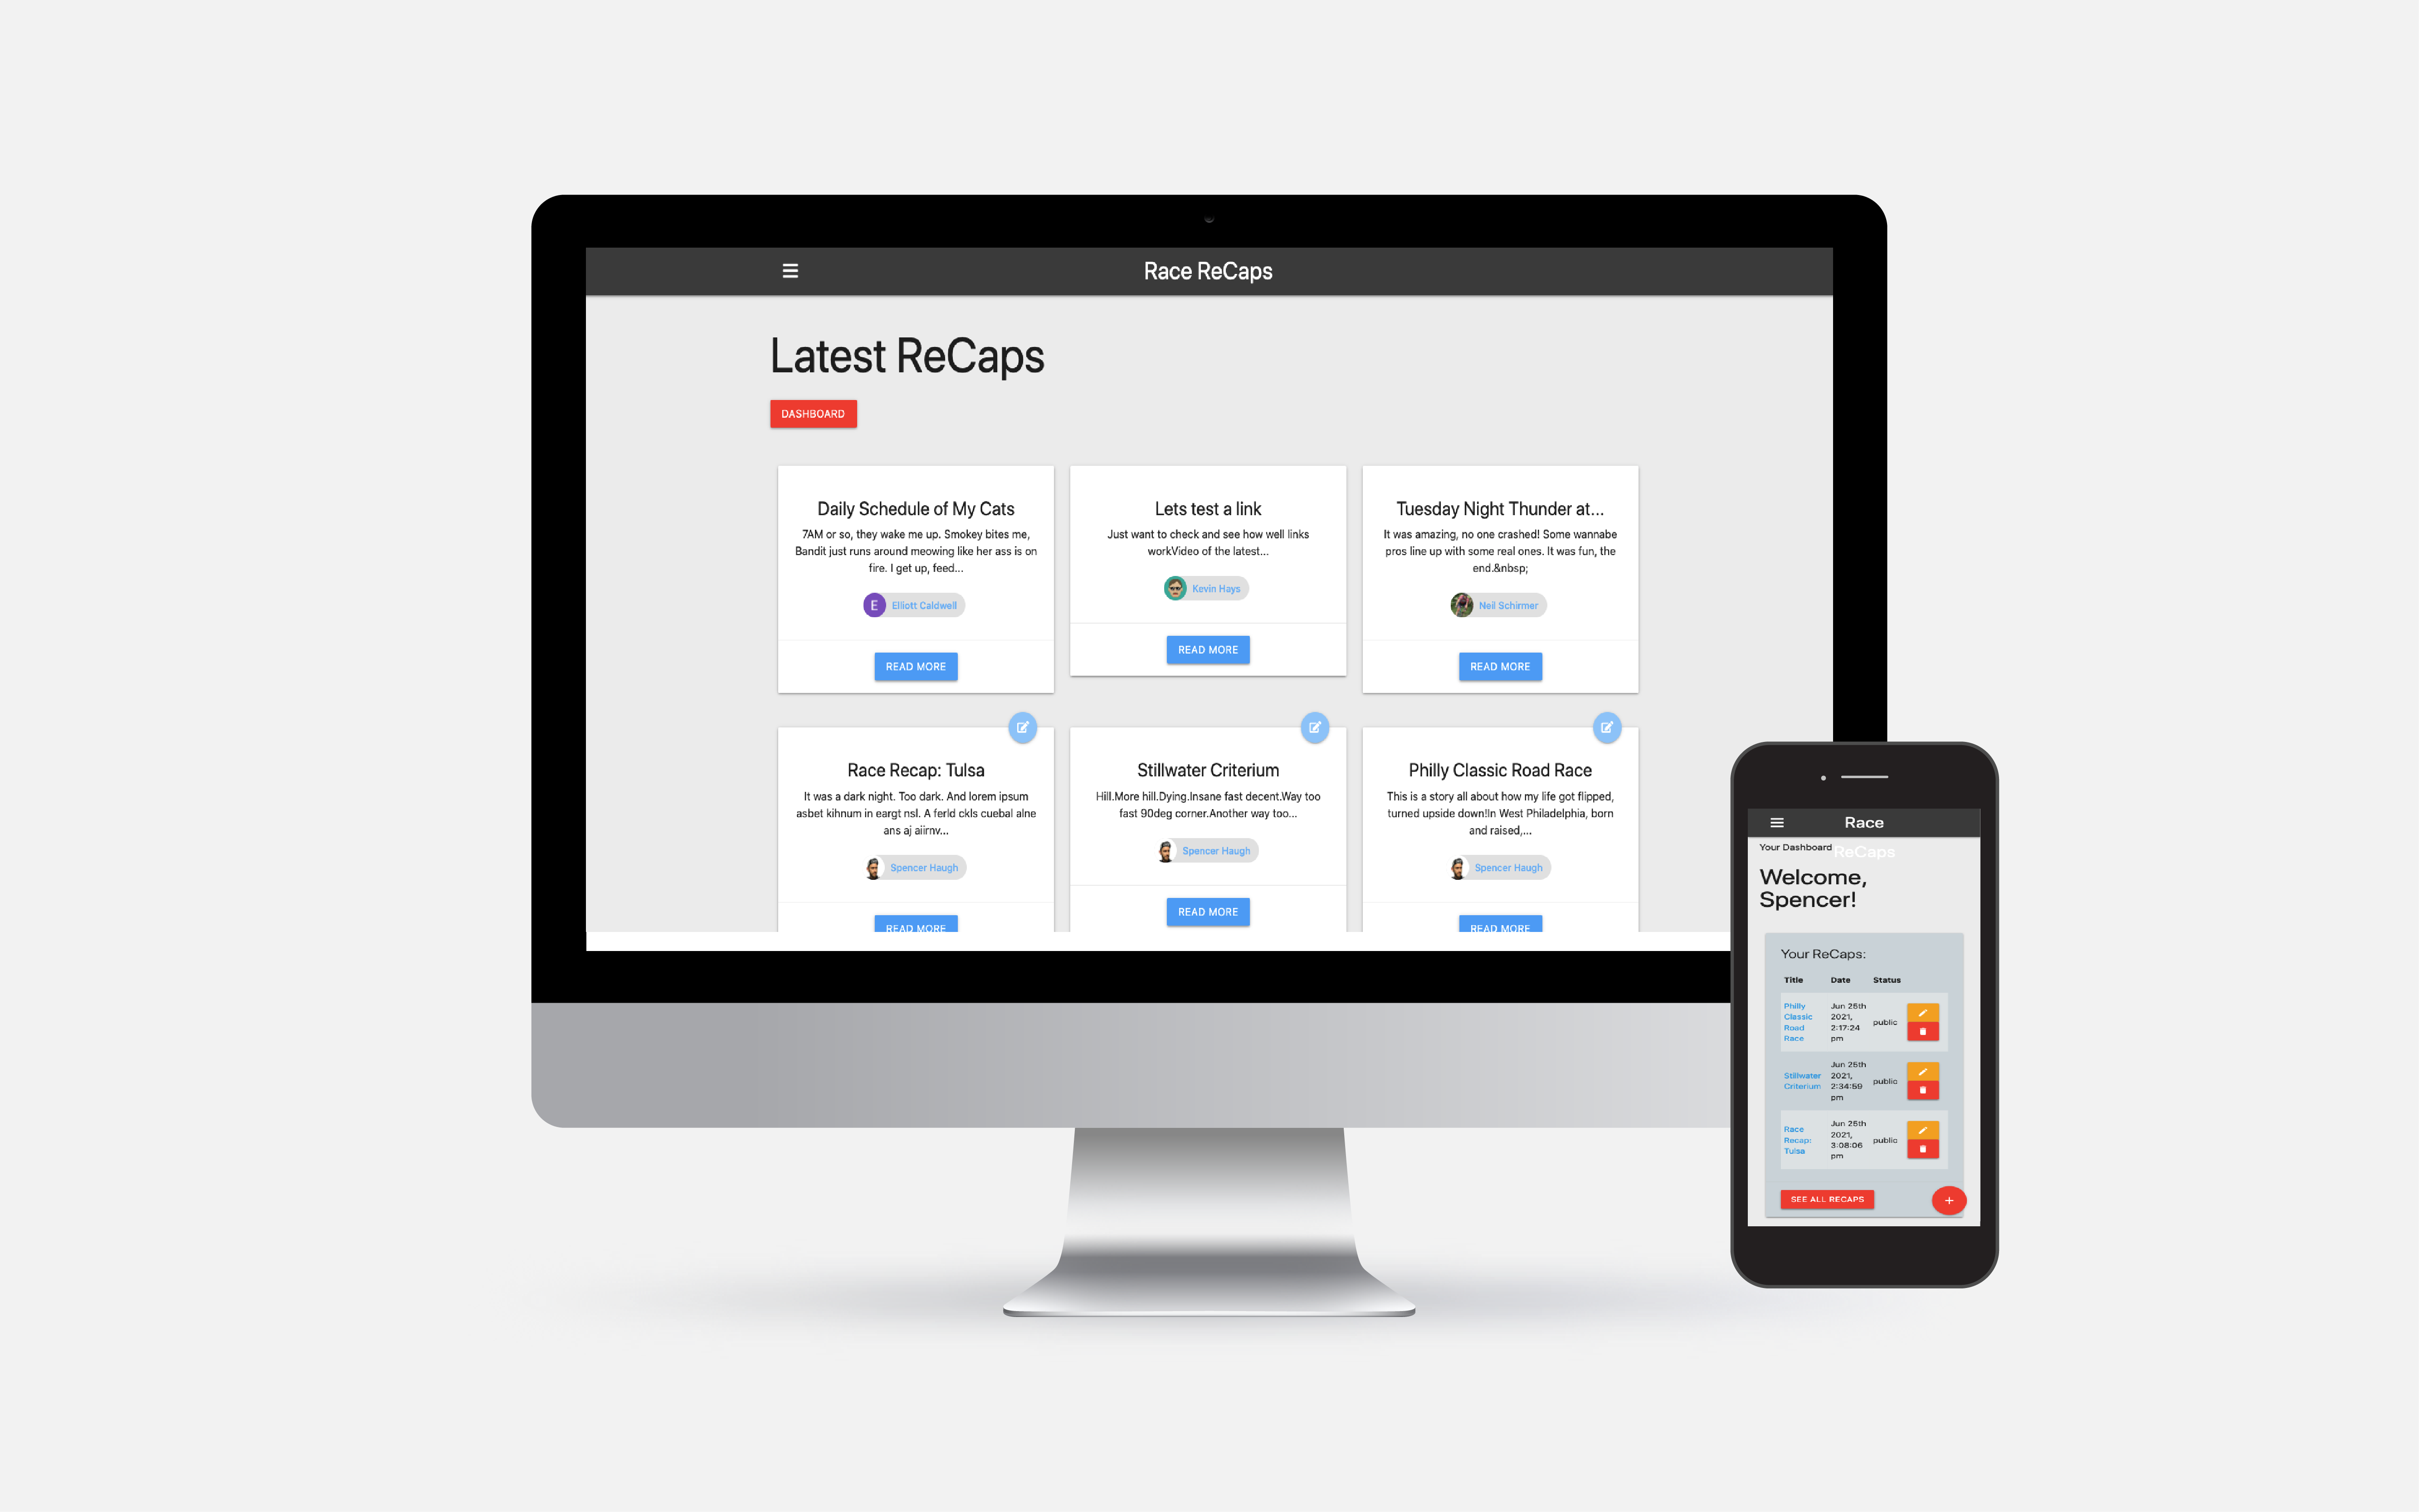 Race ReCaps
Latest ReCaps
DASHBOARD
Daily Schedule of My Cats
7AM or so, they wake me up. Smokey bites me,
Bandit just runs around meowing like her ass is on
fire. I get up, feed...
E
Elliott Caldwell
READ MORE
Lets test a link
Just want to check and see how well links
workVideo of the latest...
Kevin Hays
READ MORE
Tuesday Night Thunder at...
It was amazing, no one crashed! Some wannabe
pros line up with some real ones. It was fun, the
end.&nbsp;
Neil Schirmer
READ MORE
Race Recap: Tulsa
It was a dark night. Too dark. And lorem ipsum
asbet kihnum in eargt nsl. A ferld ckls cuebal alne
ans aj aiirnv...
Spencer Haugh
READ MORE
Stillwater Criterium
Hill.More hill.Dying.Insane fast decent.Way too
fast 90deg corner.Another way too...
Spencer Haugh
READ MORE
Philly Classic Road Race
This is a story all about how my life got flipped,
turned upside down!In West Philadelphia, born
and raised,...
Spencer Haugh
READ MORE
Race
ReCaps
Your Dashboard
Welcome,
Spencer!
Your ReCaps:
Title Date Status
Philly
Classic
Road
Race
Jun 25th
2021,
2:17:24
pm
public
Stillwater
Criterium
Jun 25th
2021,
2:34:59
pm
public
Race
Recap:
Tulsa
Jun 25th
2021,
3:08:06
pm
public
SEE ALL RECAPS
+